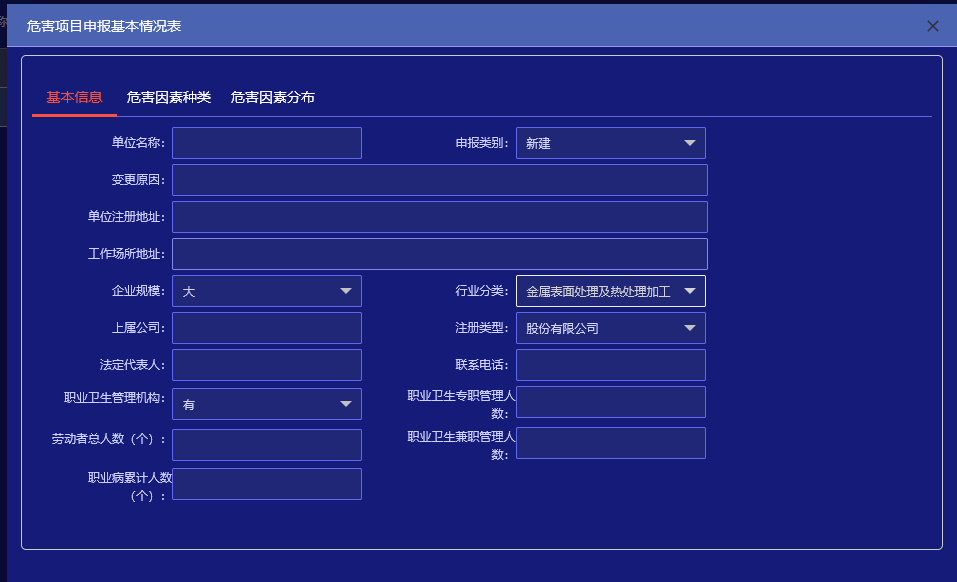 危害项目申报基本情况表
基本信息 危害因素种类 危害因素分布
单位名称: 申报类别: 新建
变更原因:
单位注册地址:
工作场所地址:
企业规模: 大 行业分类: 金属表面处理及热处理加工
上属公司: 注册类型: 股份有限公司
法定代表人: 联系电话:
职业卫生管理机构: 有 职业卫生专职管理人
数:
劳动者总人数（个）: 职业卫生兼职管理人
数:
职业病累计人数
（个）: